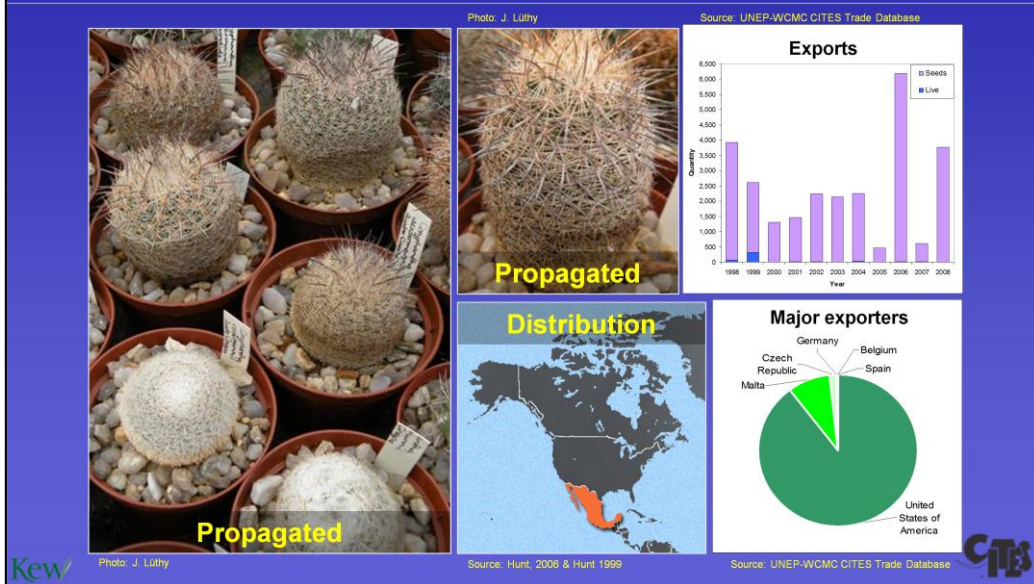 Photo: J. Lüthy
Source: UNEP-WCMC CITES Trade Database
Propagated
Propagated
Exports
Quantity
6,500
6,000
5,500
5,000
4,500
4,000
3,500
3,000
2,500
2,000
1,500
1,000
500
0
Seeds
Live
1998 1999 2000 2001 2002 2003 2004 2005 2006 2007 2008
Year
Distribution
Major exporters
Germany
Belgium
Czech
Republic
Spain
Malta
United
States of
America
Kew
Photo: J. Lüthy
Source: Hunt, 2006 & Hunt 1999
Source: UNEP-WCMC CITES Trade Database
CITES